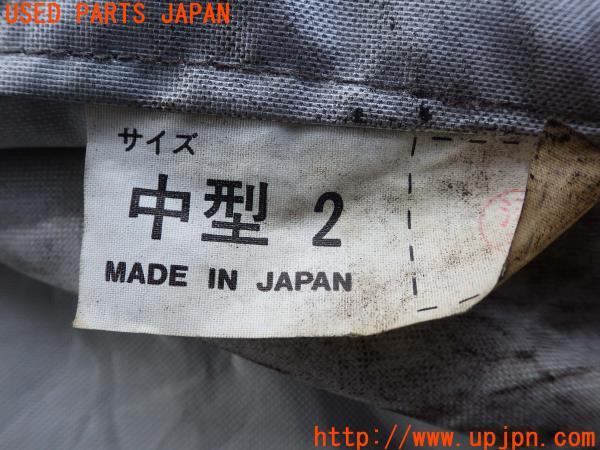 USED PARTS JAPAN
サイズ
中型 2
MADE IN JAPAN
http://www.upjpn.com